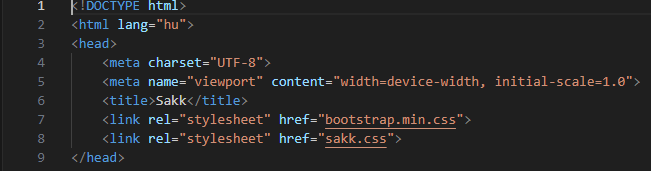 1 <!DOCTYPE html>
2 <html lang="hu">
3 <head>
4     <meta charset="UTF-8">
5     <meta name="viewport" content="width=device-width, initial-scale=1.0">
6     <title>Sakk</title>
7     <link rel="stylesheet" href="bootstrap.min.css">
8     <link rel="stylesheet" href="sakk.css">
9 </head>